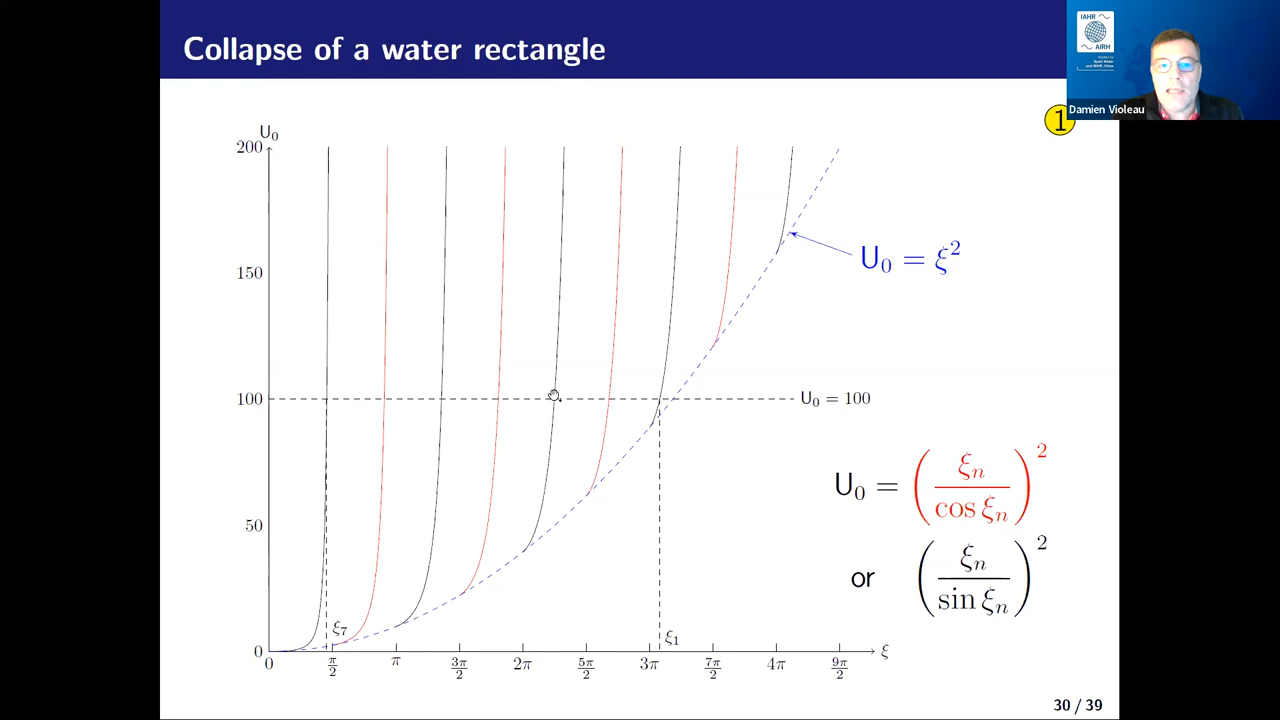 Collapse of a water rectangle
IAHR
AIRH
Damien Violeau
1
U₀
200
150
100
50
0
U₀ = ξ²
U₀ = 100
U₀ = (ξₙ / cos ξₙ)²
or (ξₙ / sin ξₙ)²
ξ₇
ξ₁
ξ
0 π/2 π 3π/2 2π 5π/2 3π 7π/2 4π 9π/2
30 / 39